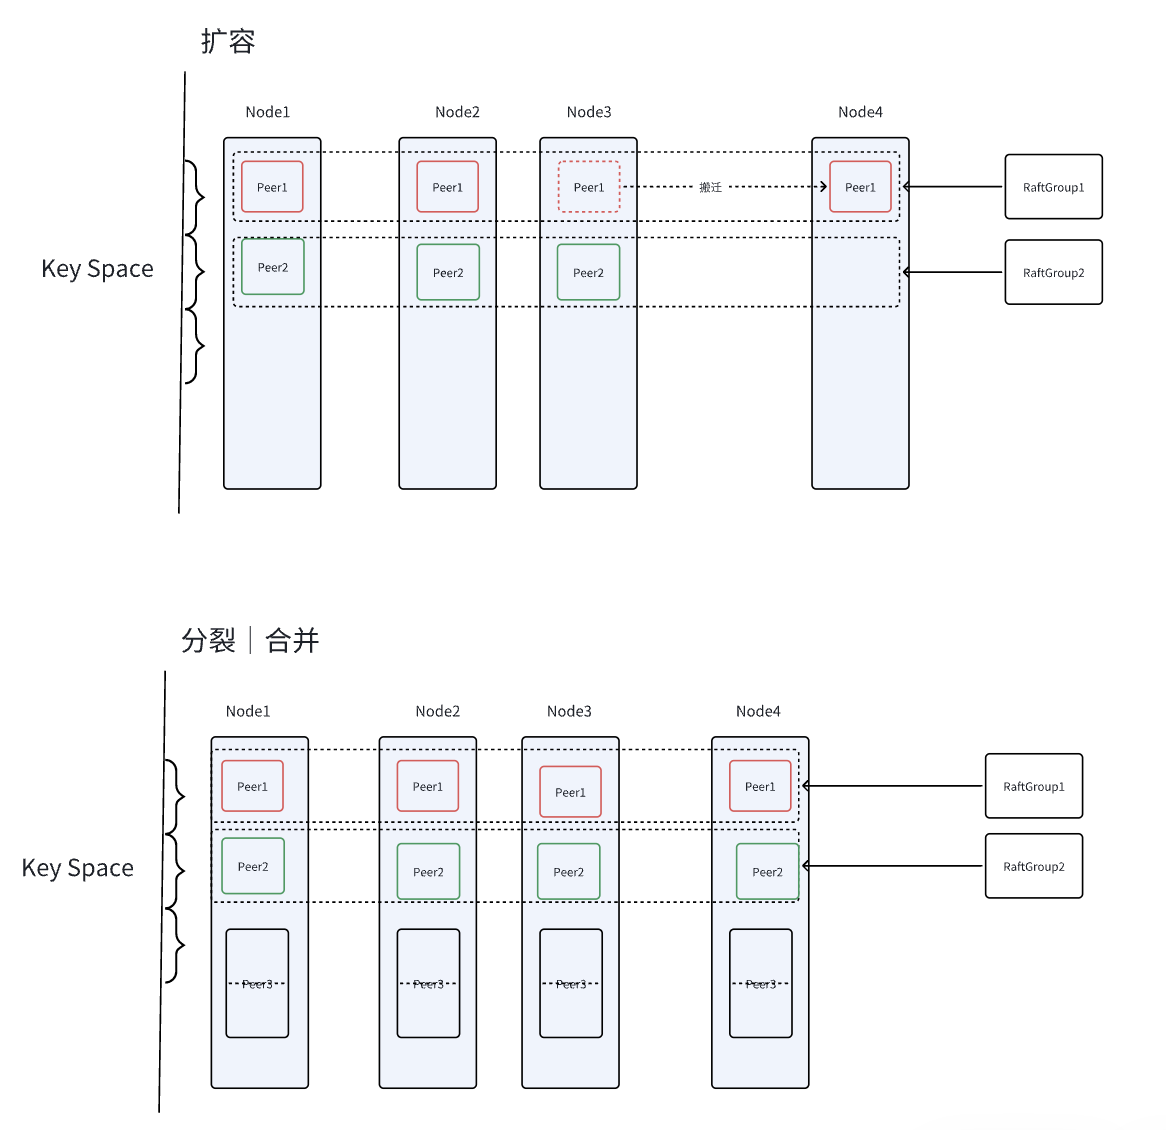 扩容
Node1
Node2
Node3
Node4
Peer1
Peer1
Peer1
搬迁
Peer1
RaftGroup1
Key Space
Peer2
Peer2
Peer2
RaftGroup2
分裂｜合并
Node1
Node2
Node3
Node4
Peer1
Peer1
Peer1
Peer1
RaftGroup1
Key Space
Peer2
Peer2
Peer2
Peer2
RaftGroup2
Peer3
Peer3
Peer3
Peer3